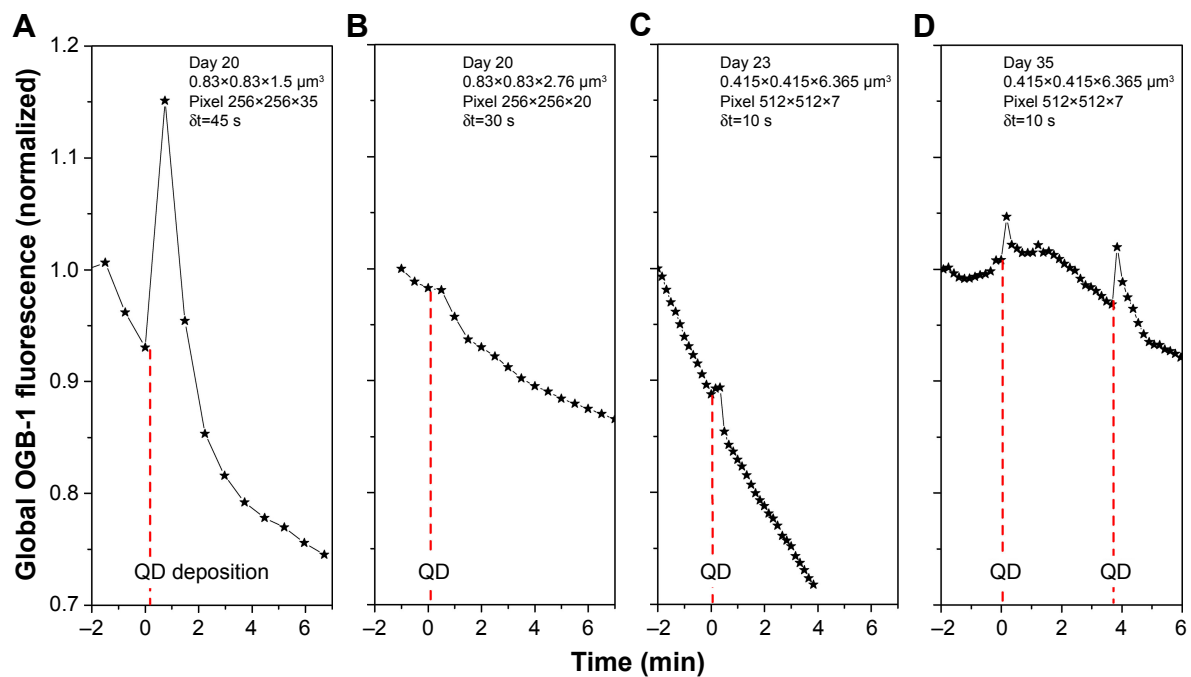 A
B
C
D
Day 20
0.83×0.83×1.5 µm³
Pixel 256×256×35
δt=45 s
Day 20
0.83×0.83×2.76 µm³
Pixel 256×256×20
δt=30 s
Day 23
0.415×0.415×6.365 µm³
Pixel 512×512×7
δt=10 s
Day 35
0.415×0.415×6.365 µm³
Pixel 512×512×7
δt=10 s
Global OGB-1 fluorescence (normalized)
1.2
1.1
1.0
0.9
0.8
0.7
QD deposition
QD
QD
QD
QD
−2 0 2 4 6
−2 0 2 4 6
−2 0 2 4 6
−2 0 2 4 6
Time (min)